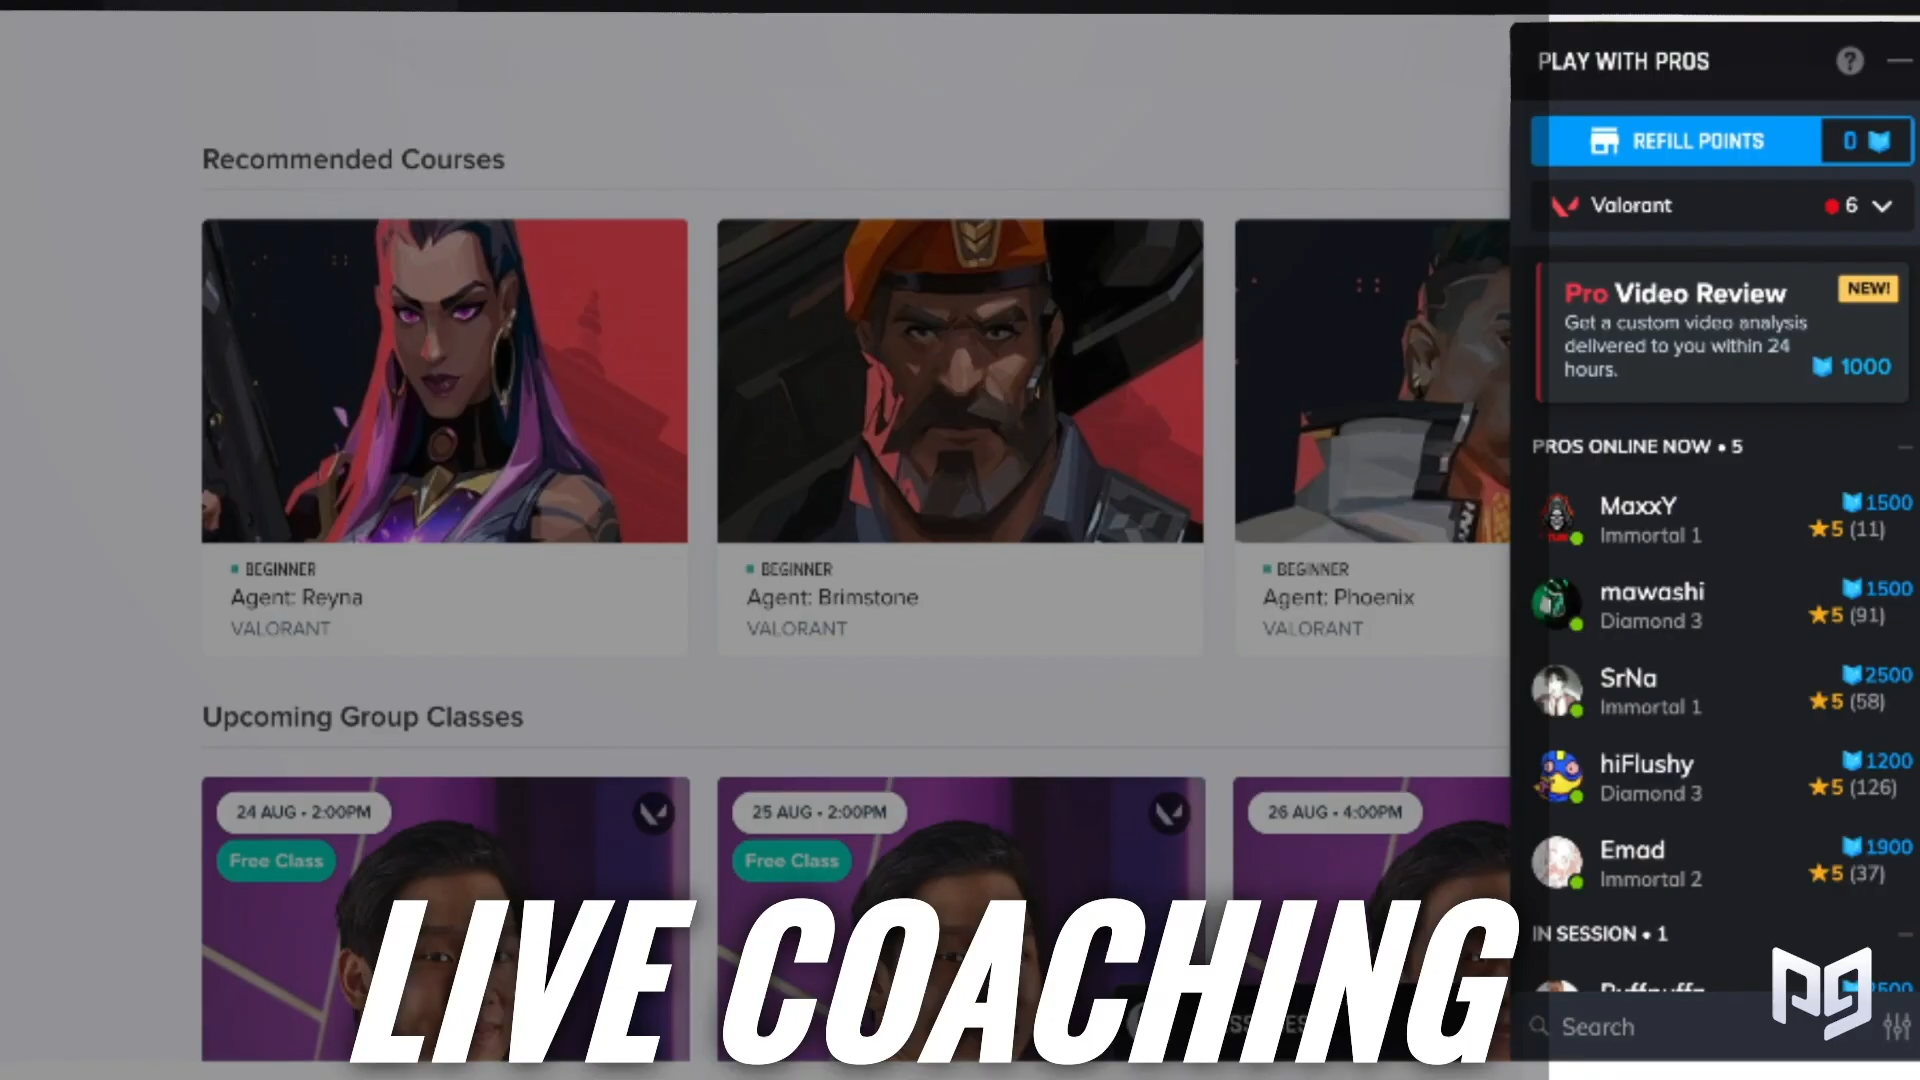 PLAY WITH PROS
?
REFILL POINTS 0
Valorant 6
Pro Video Review NEW!
Get a custom video analysis
delivered to you within 24
hours. 1000
PROS ONLINE NOW • 5
MaxxY 1500
Immortal 1 ★5 (11)
mawashi 1500
Diamond 3 ★5 (91)
SrNa 2500
Immortal 1 ★5 (58)
hiFlushy 1200
Diamond 3 ★5 (126)
Emad 1900
Immortal 2 ★5 (37)
IN SESSION • 1
Search
Recommended Courses
BEGINNER
Agent: Reyna
VALORANT
BEGINNER
Agent: Brimstone
VALORANT
BEGINNER
Agent: Phoenix
VALORANT
Upcoming Group Classes
24 AUG • 2:00PM
Free Class
25 AUG • 2:00PM
Free Class
26 AUG • 4:00PM
LIVE COACHING
PG